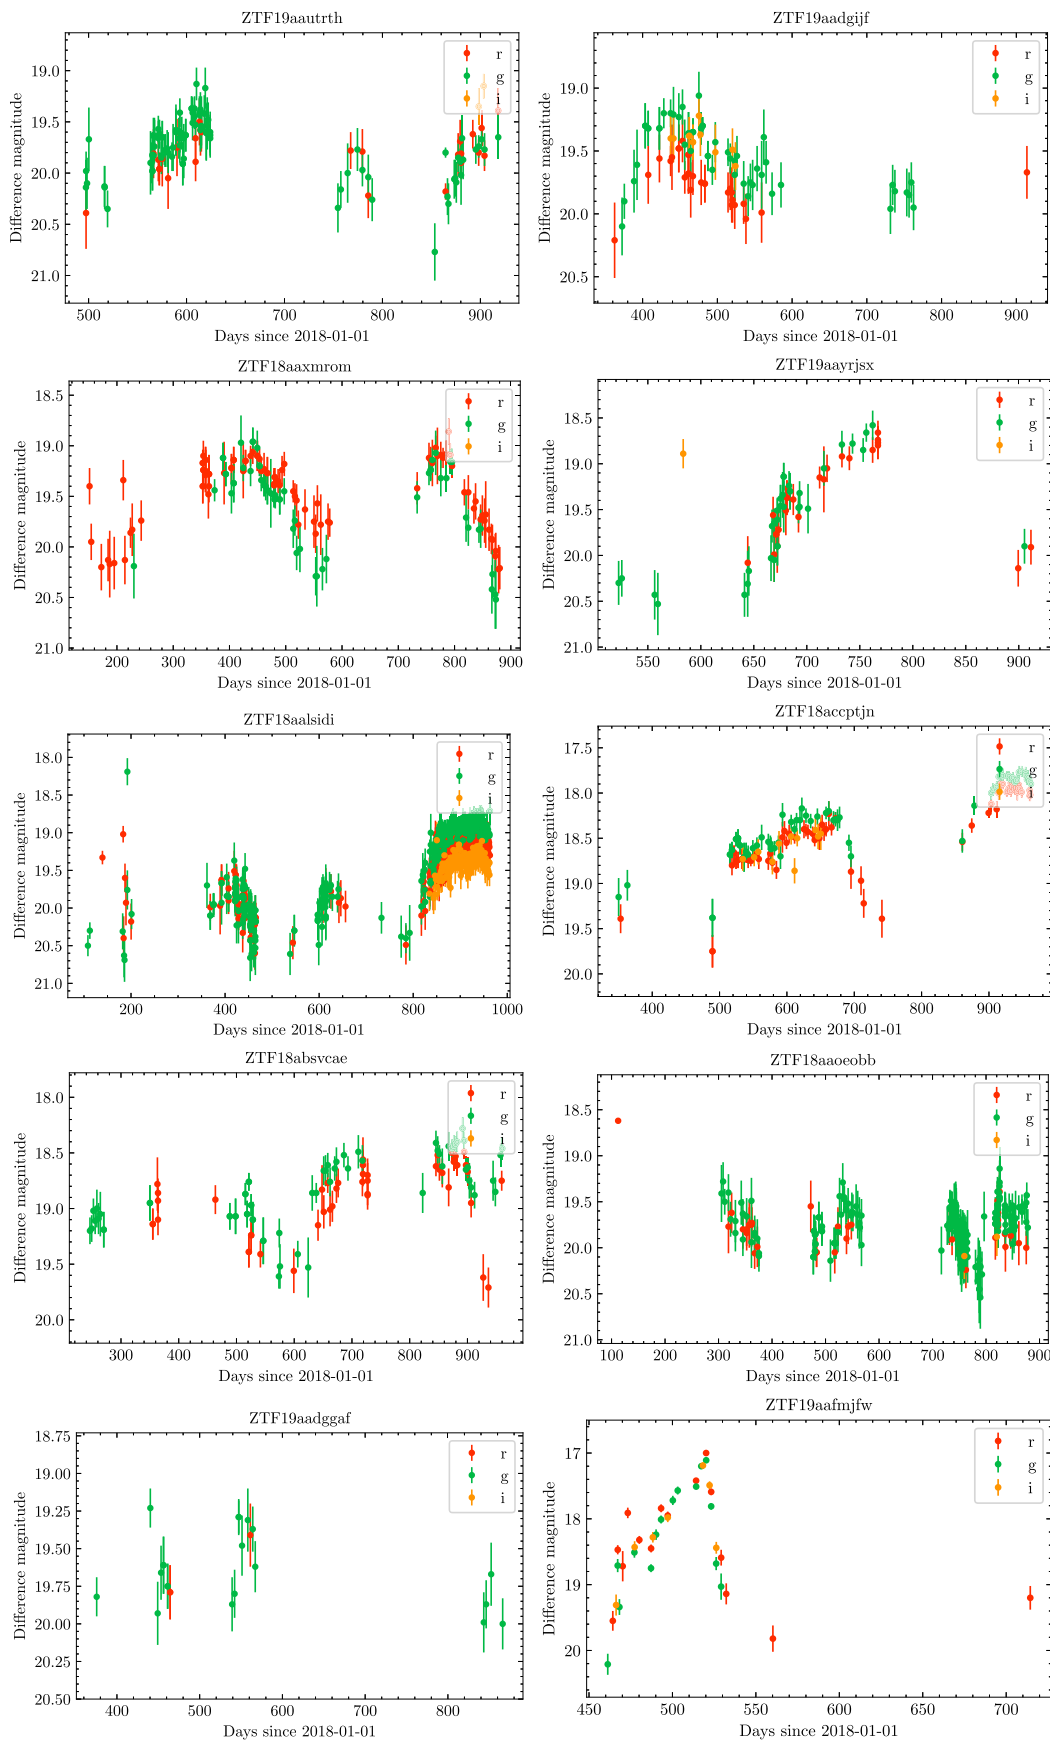 ZTF19aautrth
Difference magnitude
19.0
19.5
20.0
20.5
21.0
r
g
i
500 600 700 800 900
Days since 2018-01-01
ZTF19aadgijf
Difference magnitude
19.0
19.5
20.0
20.5
r
g
i
400 500 600 700 800 900
Days since 2018-01-01
ZTF18aaxmrom
Difference magnitude
18.5
19.0
19.5
20.0
20.5
21.0
r
g
i
200 300 400 500 600 700 800 900
Days since 2018-01-01
ZTF19aayrjsx
Difference magnitude
18.5
19.0
19.5
20.0
20.5
21.0
r
g
i
550 600 650 700 750 800 850 900
Days since 2018-01-01
ZTF18aalsidi
Difference magnitude
18.0
18.5
19.0
19.5
20.0
20.5
21.0
r
g
i
200 400 600 800 1000
Days since 2018-01-01
ZTF18accptjn
Difference magnitude
17.5
18.0
18.5
19.0
19.5
20.0
r
g
i
400 500 600 700 800 900
Days since 2018-01-01
ZTF18absvcae
Difference magnitude
18.0
18.5
19.0
19.5
20.0
r
g
i
300 400 500 600 700 800 900
Days since 2018-01-01
ZTF18aaoeobb
Difference magnitude
18.5
19.0
19.5
20.0
20.5
21.0
r
g
i
100 200 300 400 500 600 700 800 900
Days since 2018-01-01
ZTF19aadggaf
Difference magnitude
18.75
19.00
19.25
19.50
19.75
20.00
20.25
20.50
r
g
i
400 500 600 700 800
Days since 2018-01-01
ZTF19aafmjfw
Difference magnitude
17
18
19
20
r
g
i
450 500 550 600 650 700
Days since 2018-01-01